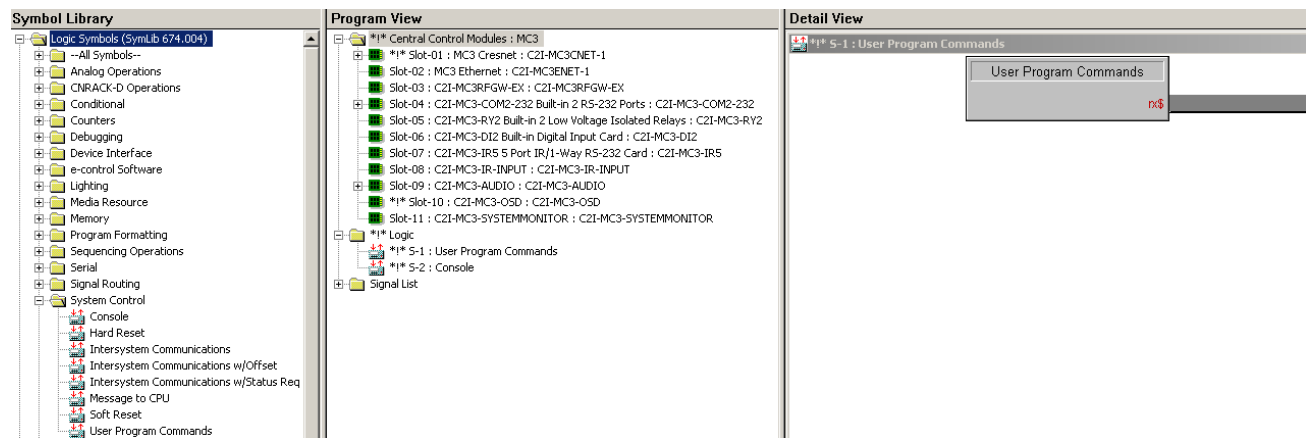 Symbol Library
Logic Symbols (SymLib 674.004)
--All Symbols--
Analog Operations
CNRACK-D Operations
Conditional
Counters
Debugging
Device Interface
e-control Software
Lighting
Media Resource
Memory
Program Formatting
Sequencing Operations
Serial
Signal Routing
System Control
Console
Hard Reset
Intersystem Communications
Intersystem Communications w/Offset
Intersystem Communications w/Status Req
Message to CPU
Soft Reset
User Program Commands
Program View
*!* Central Control Modules : MC3
*!* Slot-01 : MC3 Cresnet : C2I-MC3CNET-1
Slot-02 : MC3 Ethernet : C2I-MC3ENET-1
Slot-03 : C2I-MC3RFGW-EX : C2I-MC3RFGW-EX
Slot-04 : C2I-MC3-COM2-232 Built-in 2 RS-232 Ports : C2I-MC3-COM2-232
Slot-05 : C2I-MC3-RY2 Built-in 2 Low Voltage Isolated Relays : C2I-MC3-RY2
Slot-06 : C2I-MC3-DI2 Built-in Digital Input Card : C2I-MC3-DI2
Slot-07 : C2I-MC3-IR5 5 Port IR/1-Way RS-232 Card : C2I-MC3-IR5
Slot-08 : C2I-MC3-IR-INPUT : C2I-MC3-IR-INPUT
Slot-09 : C2I-MC3-AUDIO : C2I-MC3-AUDIO
*!* Slot-10 : C2I-MC3-OSD : C2I-MC3-OSD
Slot-11 : C2I-MC3-SYSTEMMONITOR : C2I-MC3-SYSTEMMONITOR
*!* Logic
*!* S-1 : User Program Commands
*!* S-2 : Console
Signal List
Detail View
*!* S-1 : User Program Commands
User Program Commands
rx$